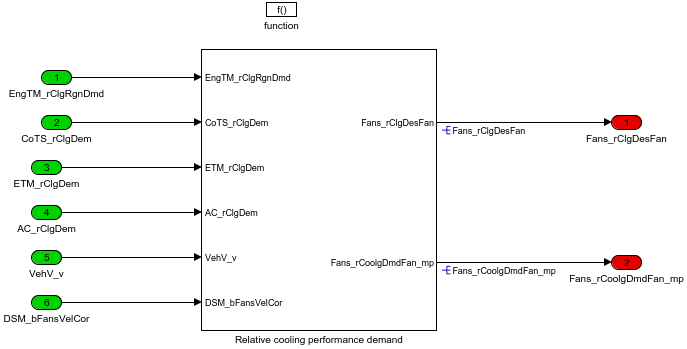 f()
function
1
EngTM_rClgRgnDmd
EngTM_rClgRgnDmd
2
CoTS_rClgDem
CoTS_rClgDem
Fans_rClgDesFan
Fans_rClgDesFan
1
Fans_rClgDesFan
3
ETM_rClgDem
ETM_rClgDem
4
AC_rClgDem
AC_rClgDem
5
VehV_v
VehV_v
Fans_rCoolgDmdFan_mp
Fans_rCoolgDmdFan_mp
2
Fans_rCoolgDmdFan_mp
6
DSM_bFansVelCor
DSM_bFansVelCor
Relative cooling performance demand